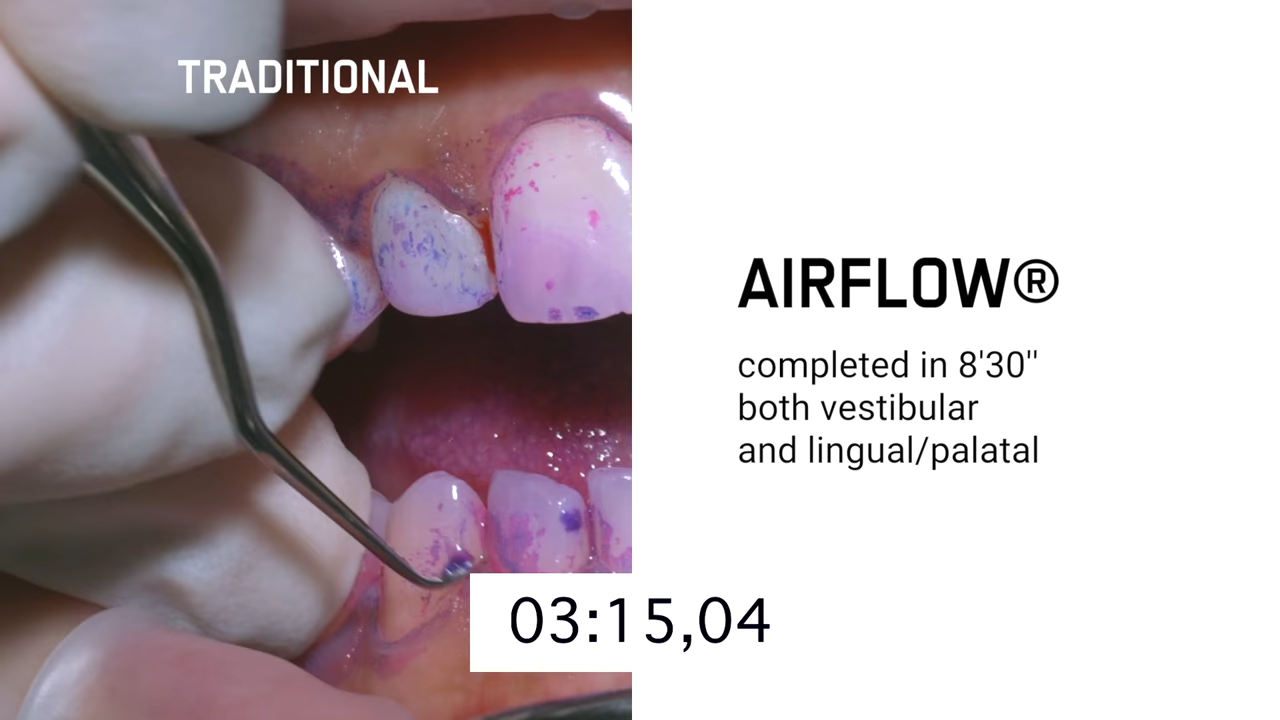 TRADITIONAL
AIRFLOW®
completed in 8'30''
both vestibular
and lingual/palatal
03:15,04